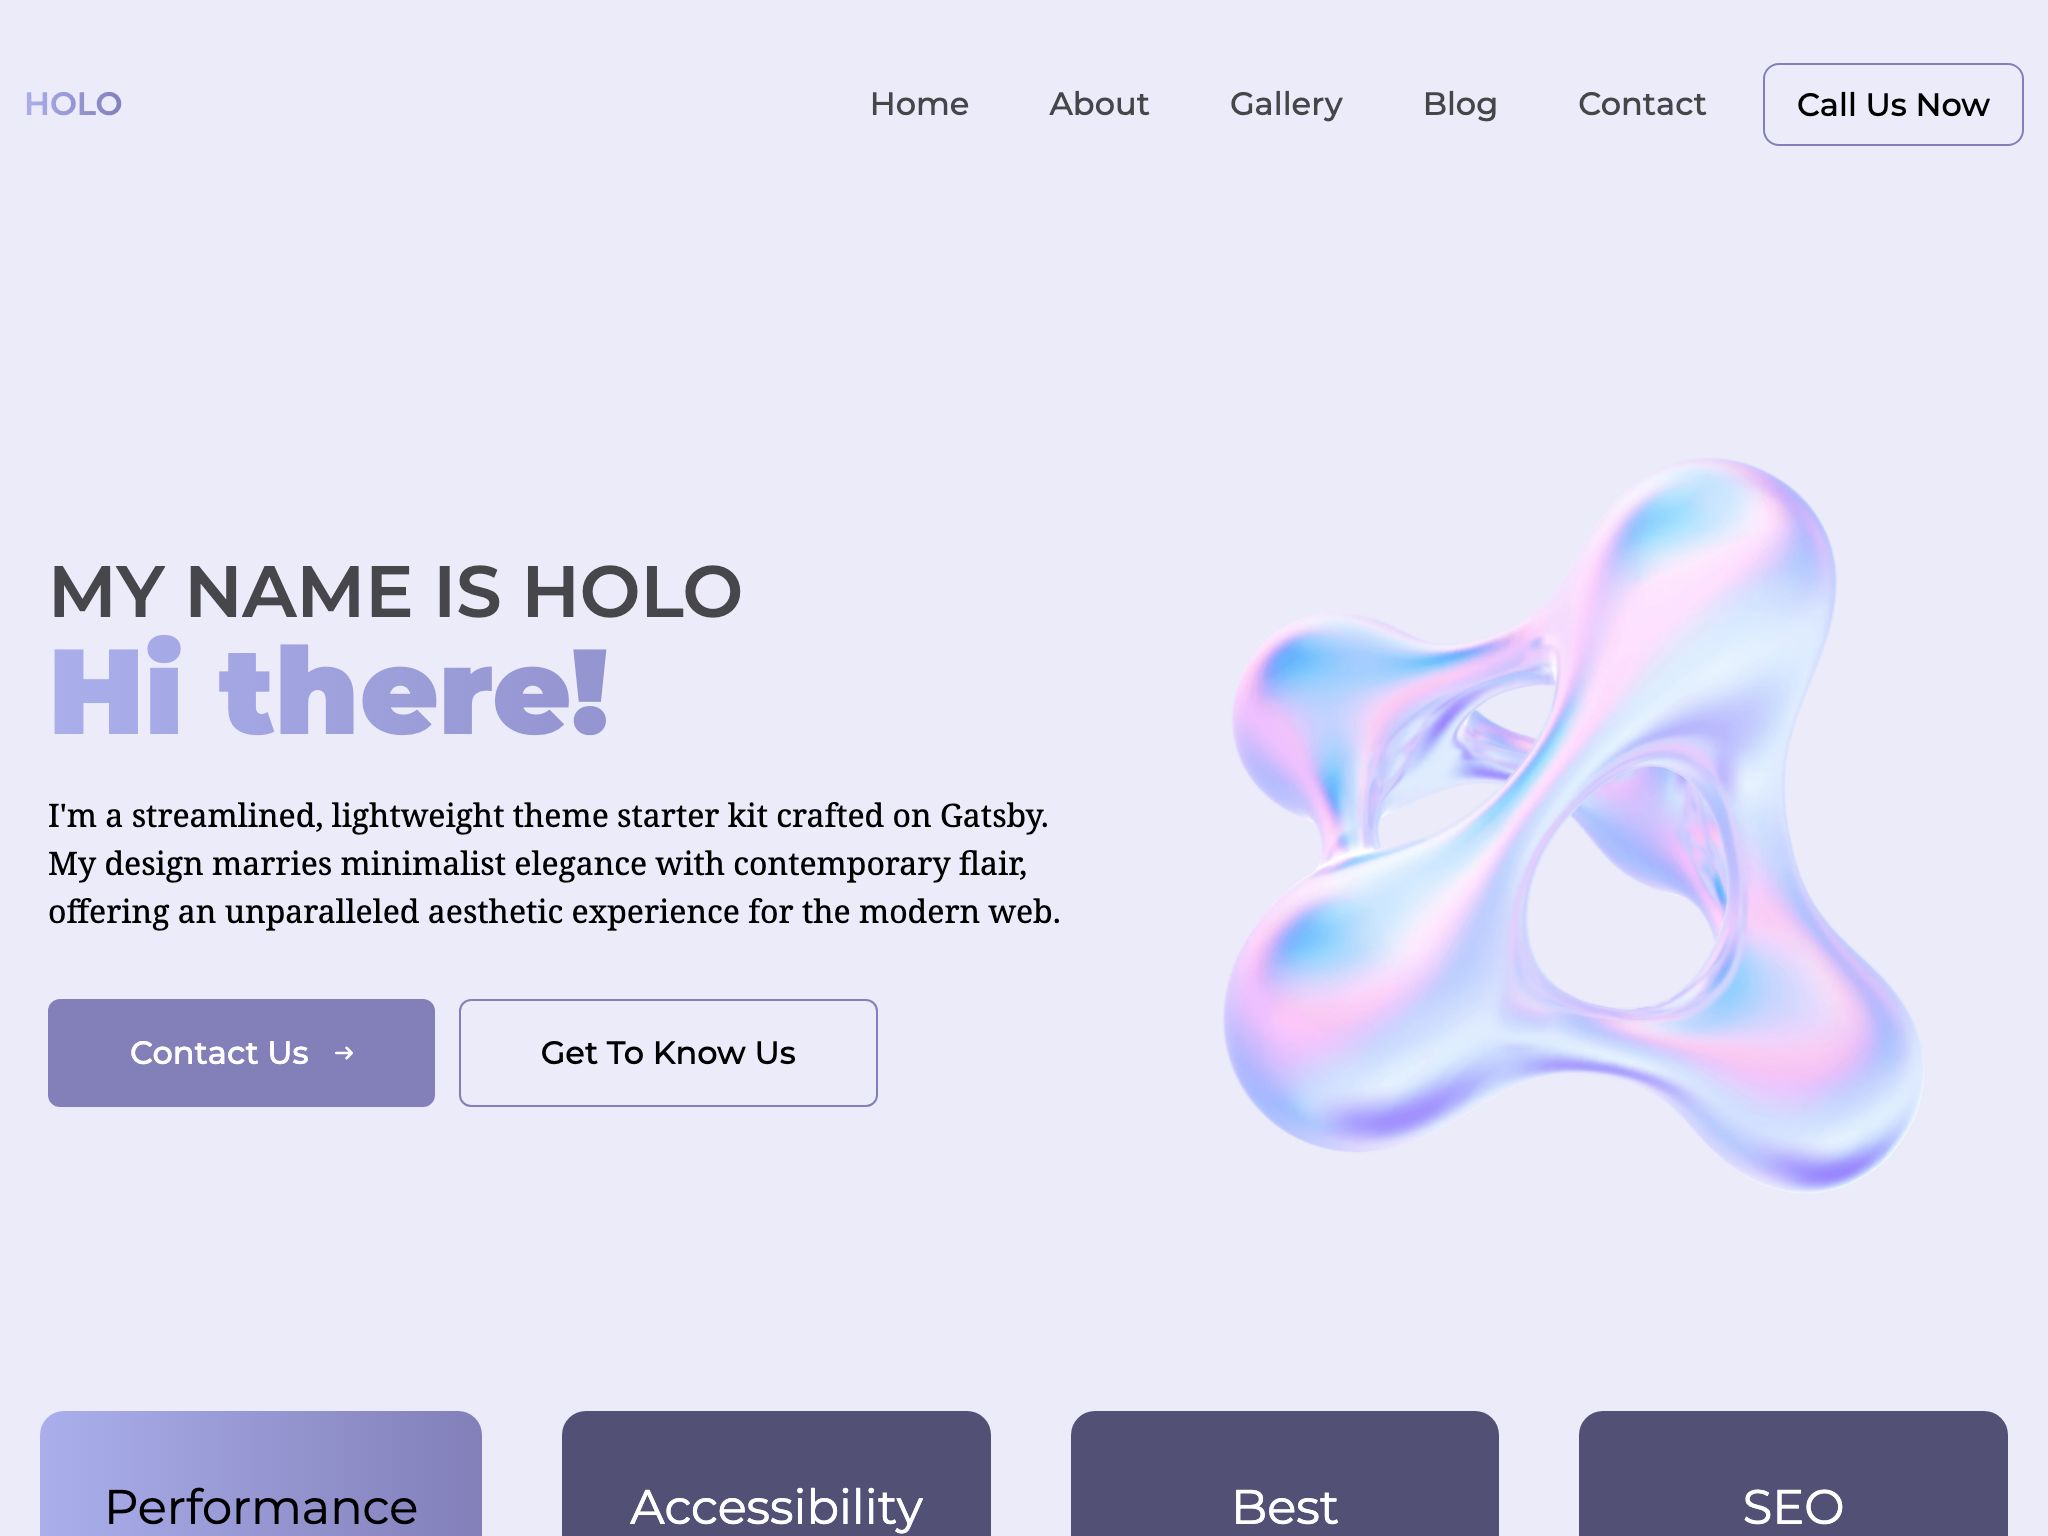 HOLO
Home About Gallery Blog Contact Call Us Now
MY NAME IS HOLO
Hi there!
I'm a streamlined, lightweight theme starter kit crafted on Gatsby.
My design marries minimalist elegance with contemporary flair,
offering an unparalleled aesthetic experience for the modern web.
Contact Us → Get To Know Us
Performance Accessibility Best SEO